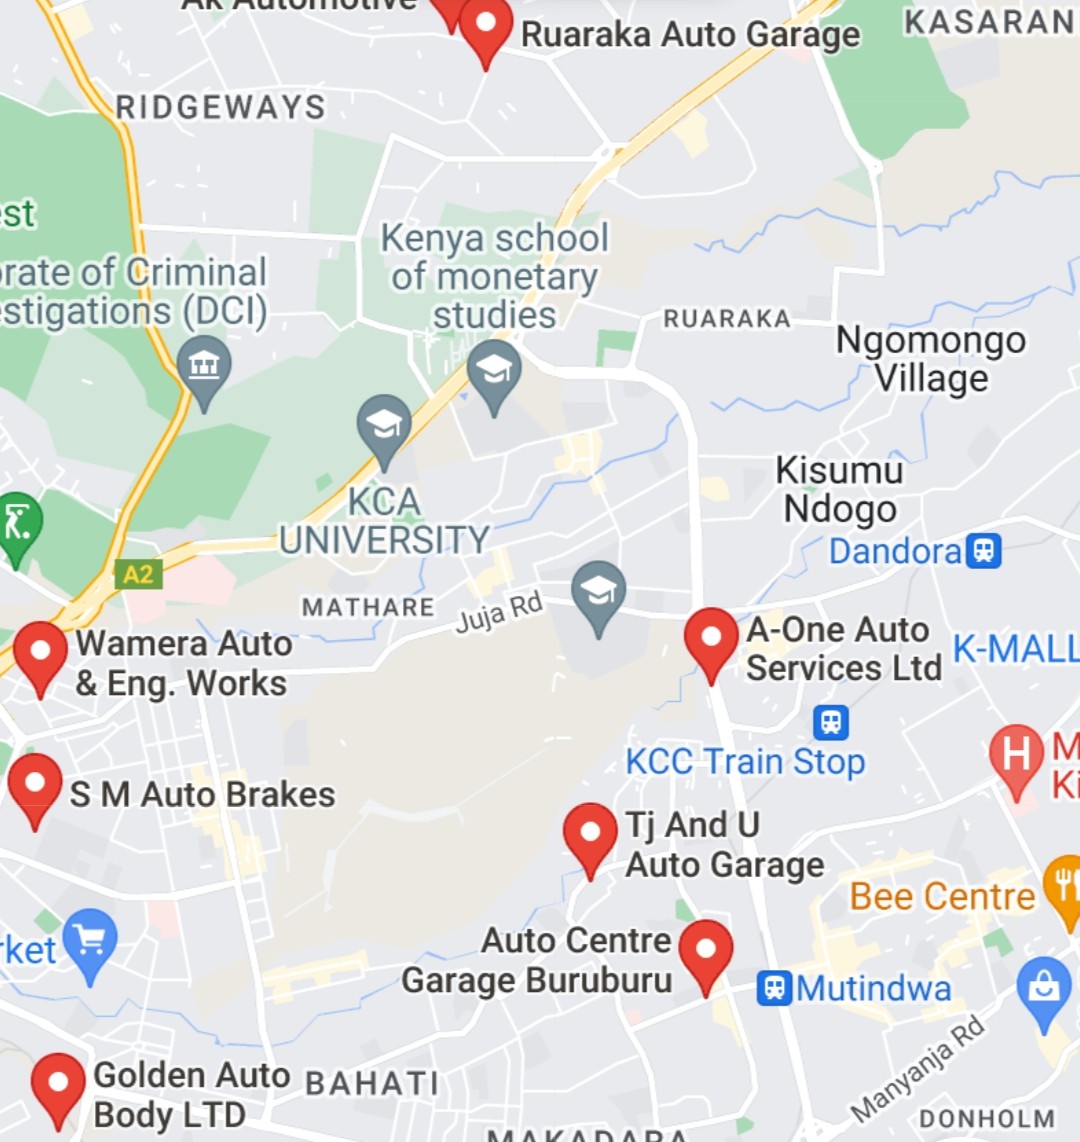 Ak Automotive
Ruaraka Auto Garage
KASARAN
RIDGEWAYS
est
Kenya school
of monetary
studies
orate of Criminal
estigations (DCI)
RUARAKA
Ngomongo
Village
Kisumu
Ndogo
KCA
UNIVERSITY
Dandora
A2
MATHARE
Juja Rd
Wamera Auto
& Eng. Works
A-One Auto
Services Ltd
K-MALL
KCC Train Stop
H
M
Ki
S M Auto Brakes
Tj And U
Auto Garage
Bee Centre
rket
Auto Centre
Garage Buruburu
Mutindwa
Manyanja Rd
Golden Auto
Body LTD
BAHATI
DONHOLM
MAKADARA